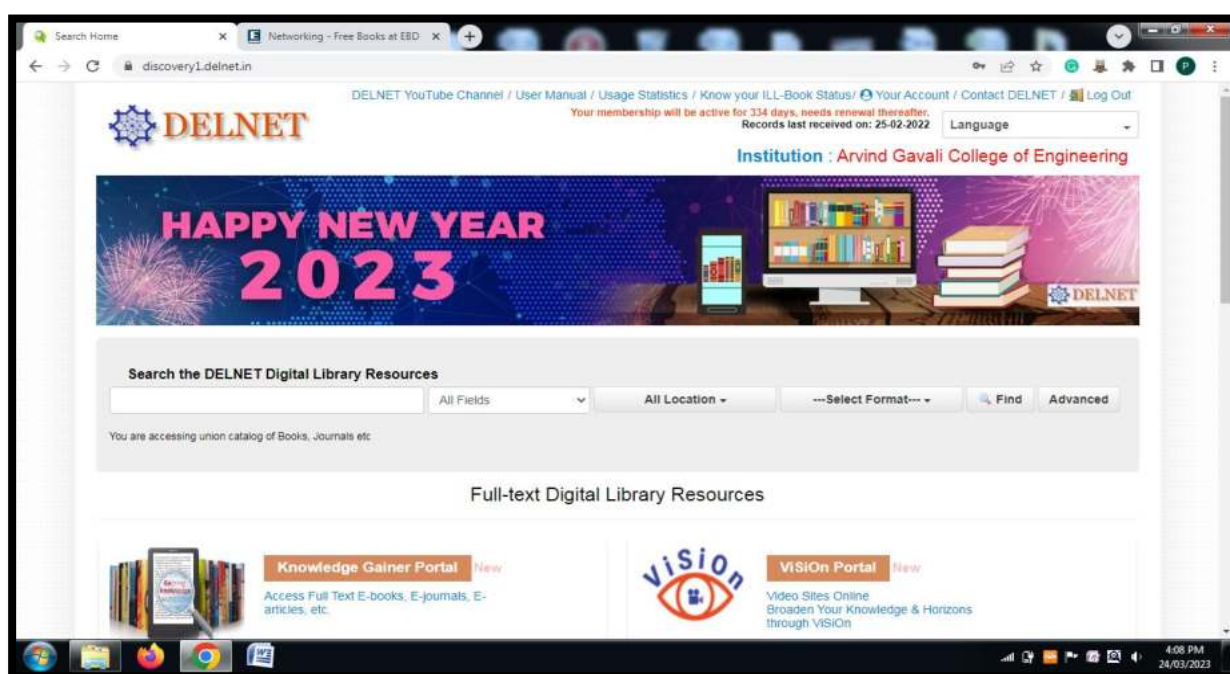 Search Home
Networking - Free Books at EBD
discovery1.delnet.in
DELNET YouTube Channel / User Manual / Usage Statistics / Know your ILL-Book Status/ Your Account / Contact DELNET / Log Out
Your membership will be active for 334 days, needs renewal thereafter.
Records last received on: 25-02-2022
Language
DELNET
Institution : Arvind Gavali College of Engineering
HAPPY NEW YEAR
2023
DELNET
Search the DELNET Digital Library Resources
All Fields
All Location
---Select Format---
Find
Advanced
You are accessing union catalog of Books, Journals etc
Full-text Digital Library Resources
Knowledge Gainer Portal New
Access Full Text E-books, E-journals, E-
articles, etc.
ViSiOn
ViSiOn Portal New
Video Sites Online
Broaden Your Knowledge & Horizons
through ViSiOn
4:08 PM
24/03/2023